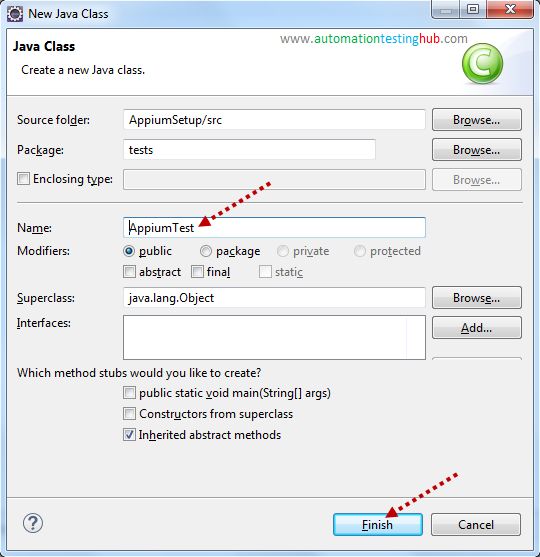 New Java Class
www.automationtestinghub.com
Java Class
Create a new Java class.
C
Source folder: AppiumSetup/src Browse...
Package: tests Browse...
Enclosing type: Browse...
Name: AppiumTest
Modifiers: public package private protected
abstract final static
Superclass: java.lang.Object Browse...
Interfaces: Add...
Which method stubs would you like to create?
public static void main(String[] args)
Constructors from superclass
Inherited abstract methods
? Finish Cancel